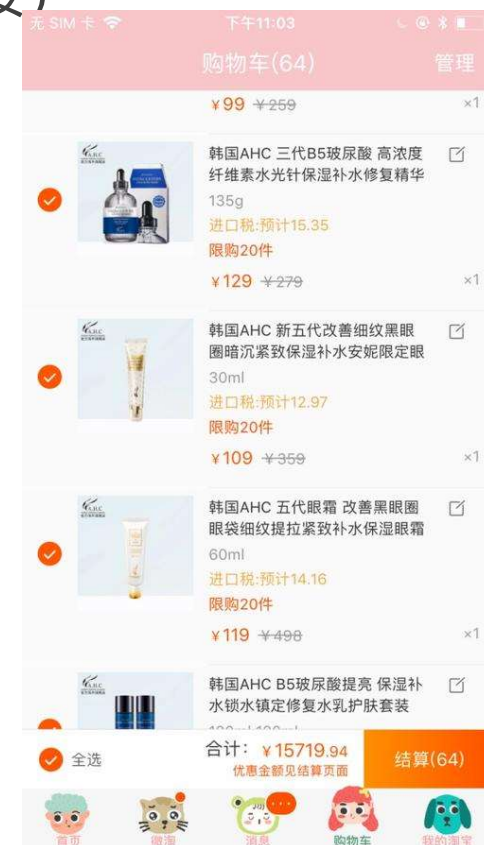 无 SIM 卡
下午11:03
购物车(64)
管理
¥99 ¥259
×1
韩国AHC 三代B5玻尿酸 高浓度
纤维素水光针保湿补水修复精华
135g
进口税:预计15.35
限购20件
¥129 ¥279
×1
韩国AHC 新五代改善细纹黑眼
圈暗沉紧致保湿补水安妮限定眼
30ml
进口税:预计12.97
限购20件
¥109 ¥359
×1
韩国AHC 五代眼霜 改善黑眼圈
眼袋细纹提拉紧致补水保湿眼霜
60ml
进口税:预计14.16
限购20件
¥119 ¥498
×1
韩国AHC B5玻尿酸提亮 保湿补
水锁水镇定修复水乳护肤套装
全选
合计: ¥15719.94
优惠金额见结算页面
结算(64)
首页
微淘
消息
购物车
我的淘宝